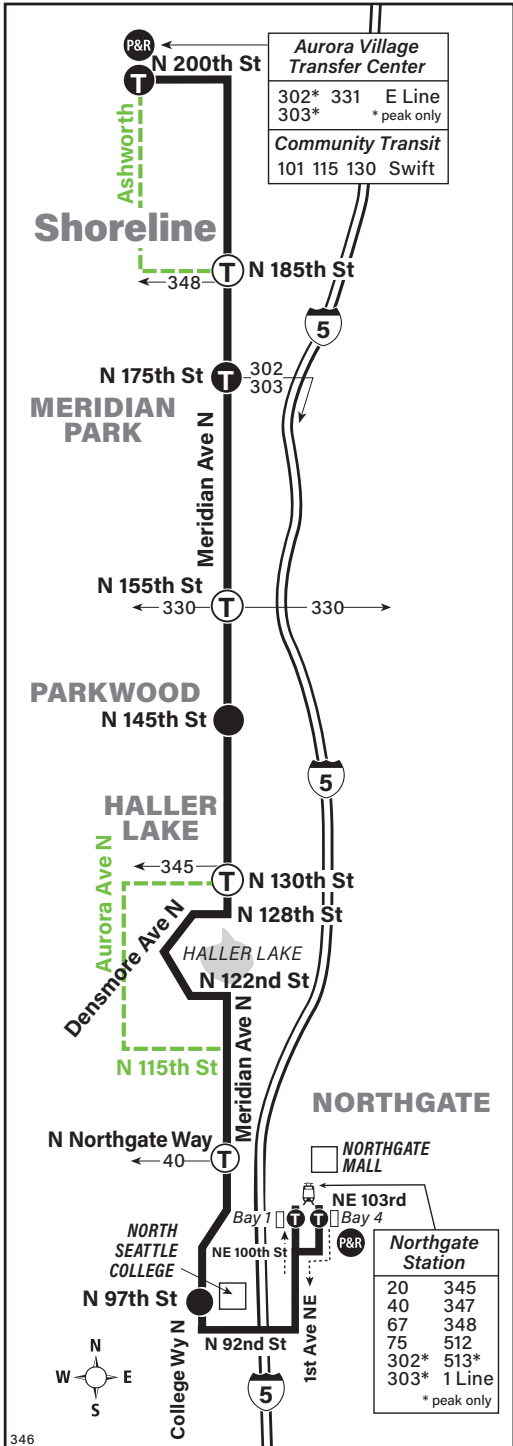 P&R
N 200th St
T
Aurora Village
Transfer Center
302* 331 E Line
303* * peak only
Community Transit
101 115 130 Swift
Ashworth
Shoreline
T
N 185th St
348
5
N 175th St
T
302
303
MERIDIAN
PARK
Meridian Ave N
N 155th St
330
T
330
PARKWOOD
N 145th St
5
HALLER
LAKE
345
T
N 130th St
Aurora Ave N
N 128th St
Densmore Ave N
HALLER LAKE
N 122nd St
N 115th St
Meridian Ave N
NORTHGATE
N Northgate Way
40
T
NORTHGATE
MALL
NE 103rd
Bay 1
T
T
Bay 4
P&R
NE 100th St
NORTH
SEATTLE
COLLEGE
Northgate
Station
20 345
40 347
67 348
75 512
302* 513*
303* 1 Line
* peak only
N 97th St
1st Ave NE
N 92nd St
College Wy N
5
N
W E
S
346